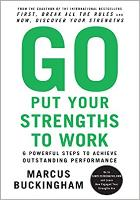 FROM THE COAUTHOR OF THE INTERNATIONAL BESTSELLERS
FIRST, BREAK ALL THE RULES AND
NOW, DISCOVER YOUR STRENGTHS
GO
PUT YOUR
STRENGTHS
TO WORK
6 POWERFUL STEPS TO ACHIEVE
OUTSTANDING PERFORMANCE
MARCUS
BUCKINGHAM